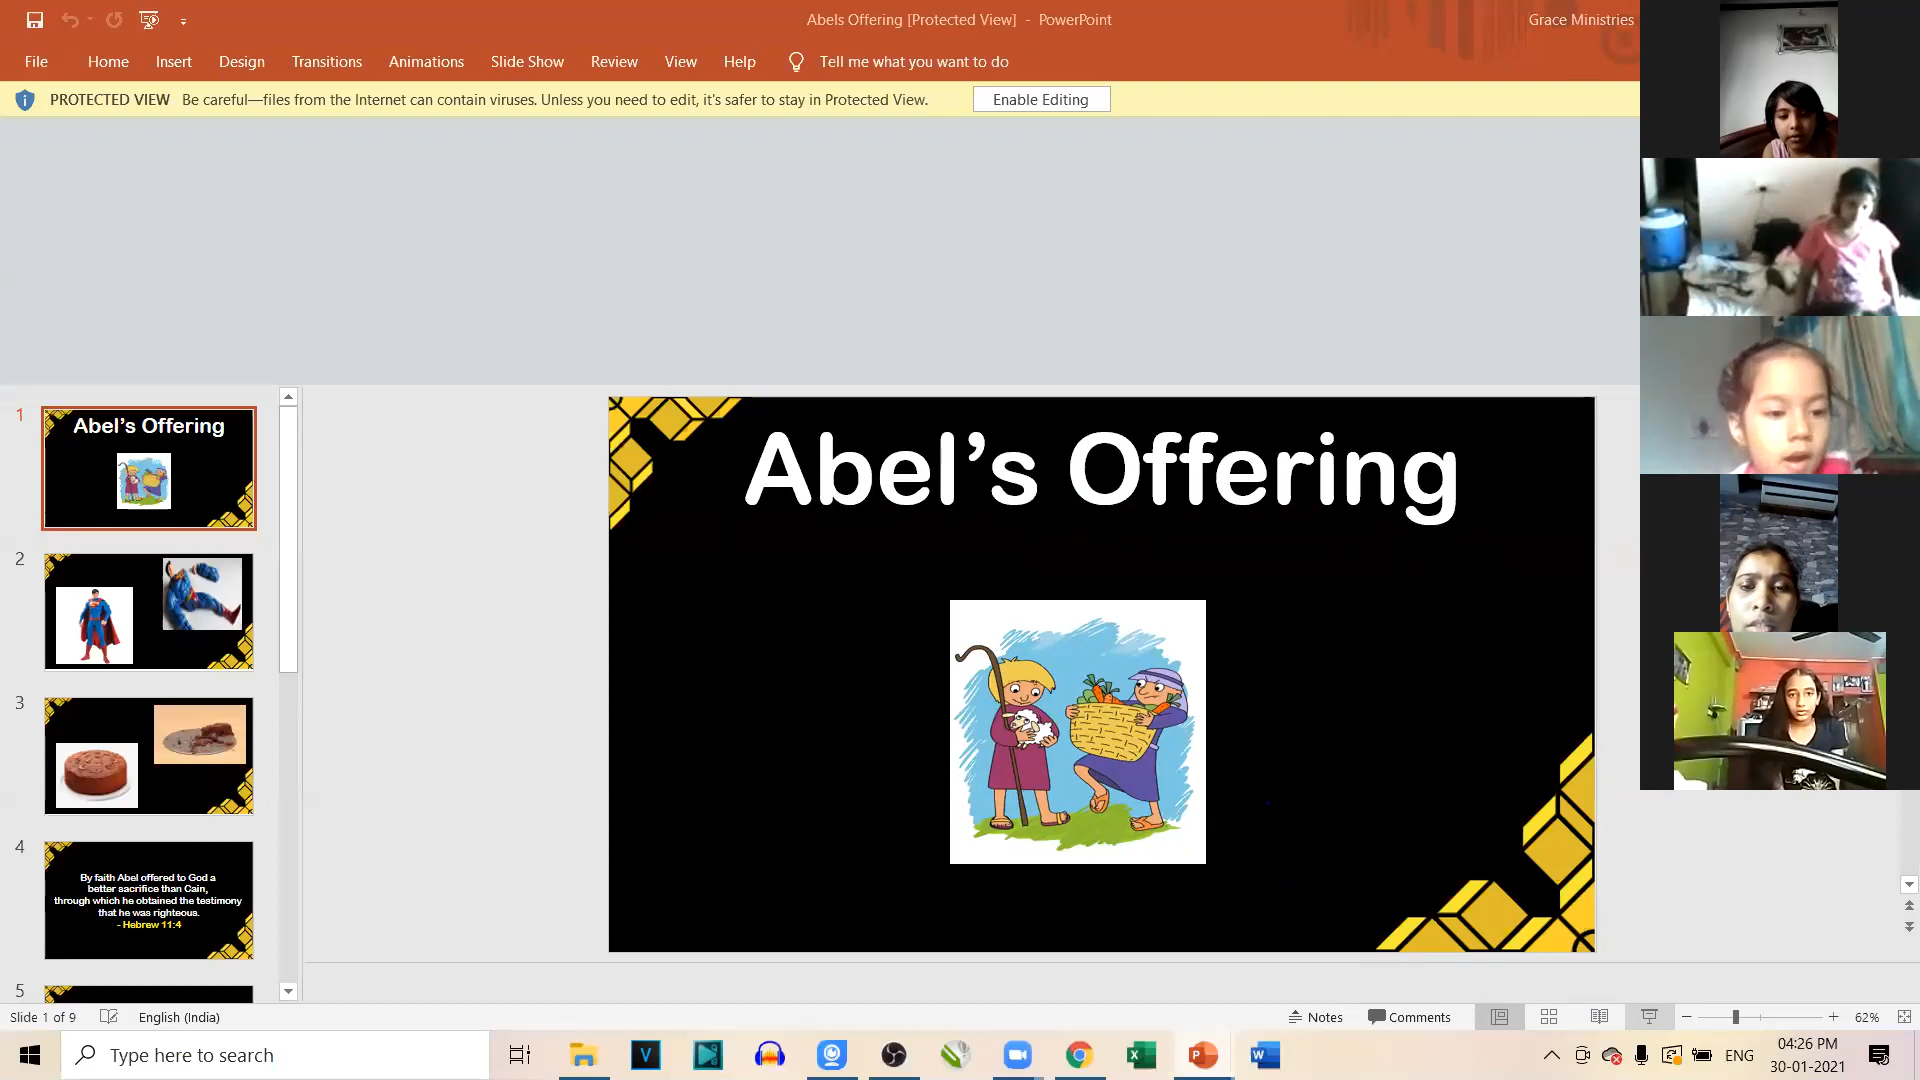 Abels Offering [Protected View] - PowerPoint
Grace Ministries
File Home Insert Design Transitions Animations Slide Show Review View Help Tell me what you want to do
PROTECTED VIEW Be careful—files from the Internet can contain viruses. Unless you need to edit, it's safer to stay in Protected View. Enable Editing
1
Abel's Offering
2
3
4
By faith Abel offered to God a
better sacrifice than Cain,
through which he obtained the testimony
that he was righteous.
- Hebrew 11:4
5
Abel's Offering
Slide 1 of 9 English (India) Notes Comments 62%
Type here to search
ENG
04:26 PM
30-01-2021